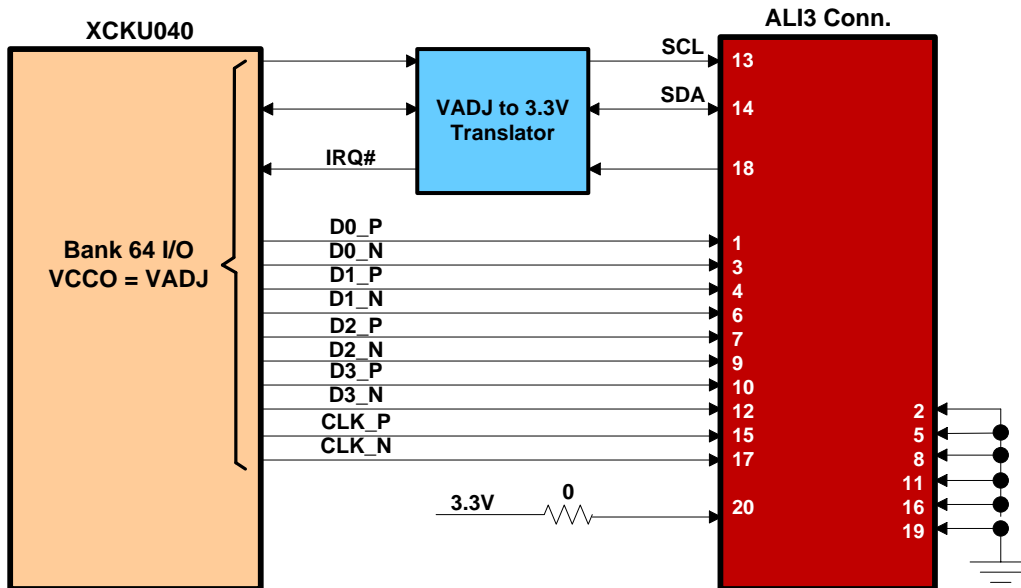 XCKU040
ALI3 Conn.
SCL
13
VADJ to 3.3V
Translator
SDA
14
IRQ#
18
Bank 64 I/O
VCCO = VADJ
D0_P
1
D0_N
3
D1_P
4
D1_N
6
D2_P
7
D2_N
9
D3_P
10
D3_N
12
CLK_P
15
CLK_N
17
2
5
8
11
16
19
3.3V
0
20